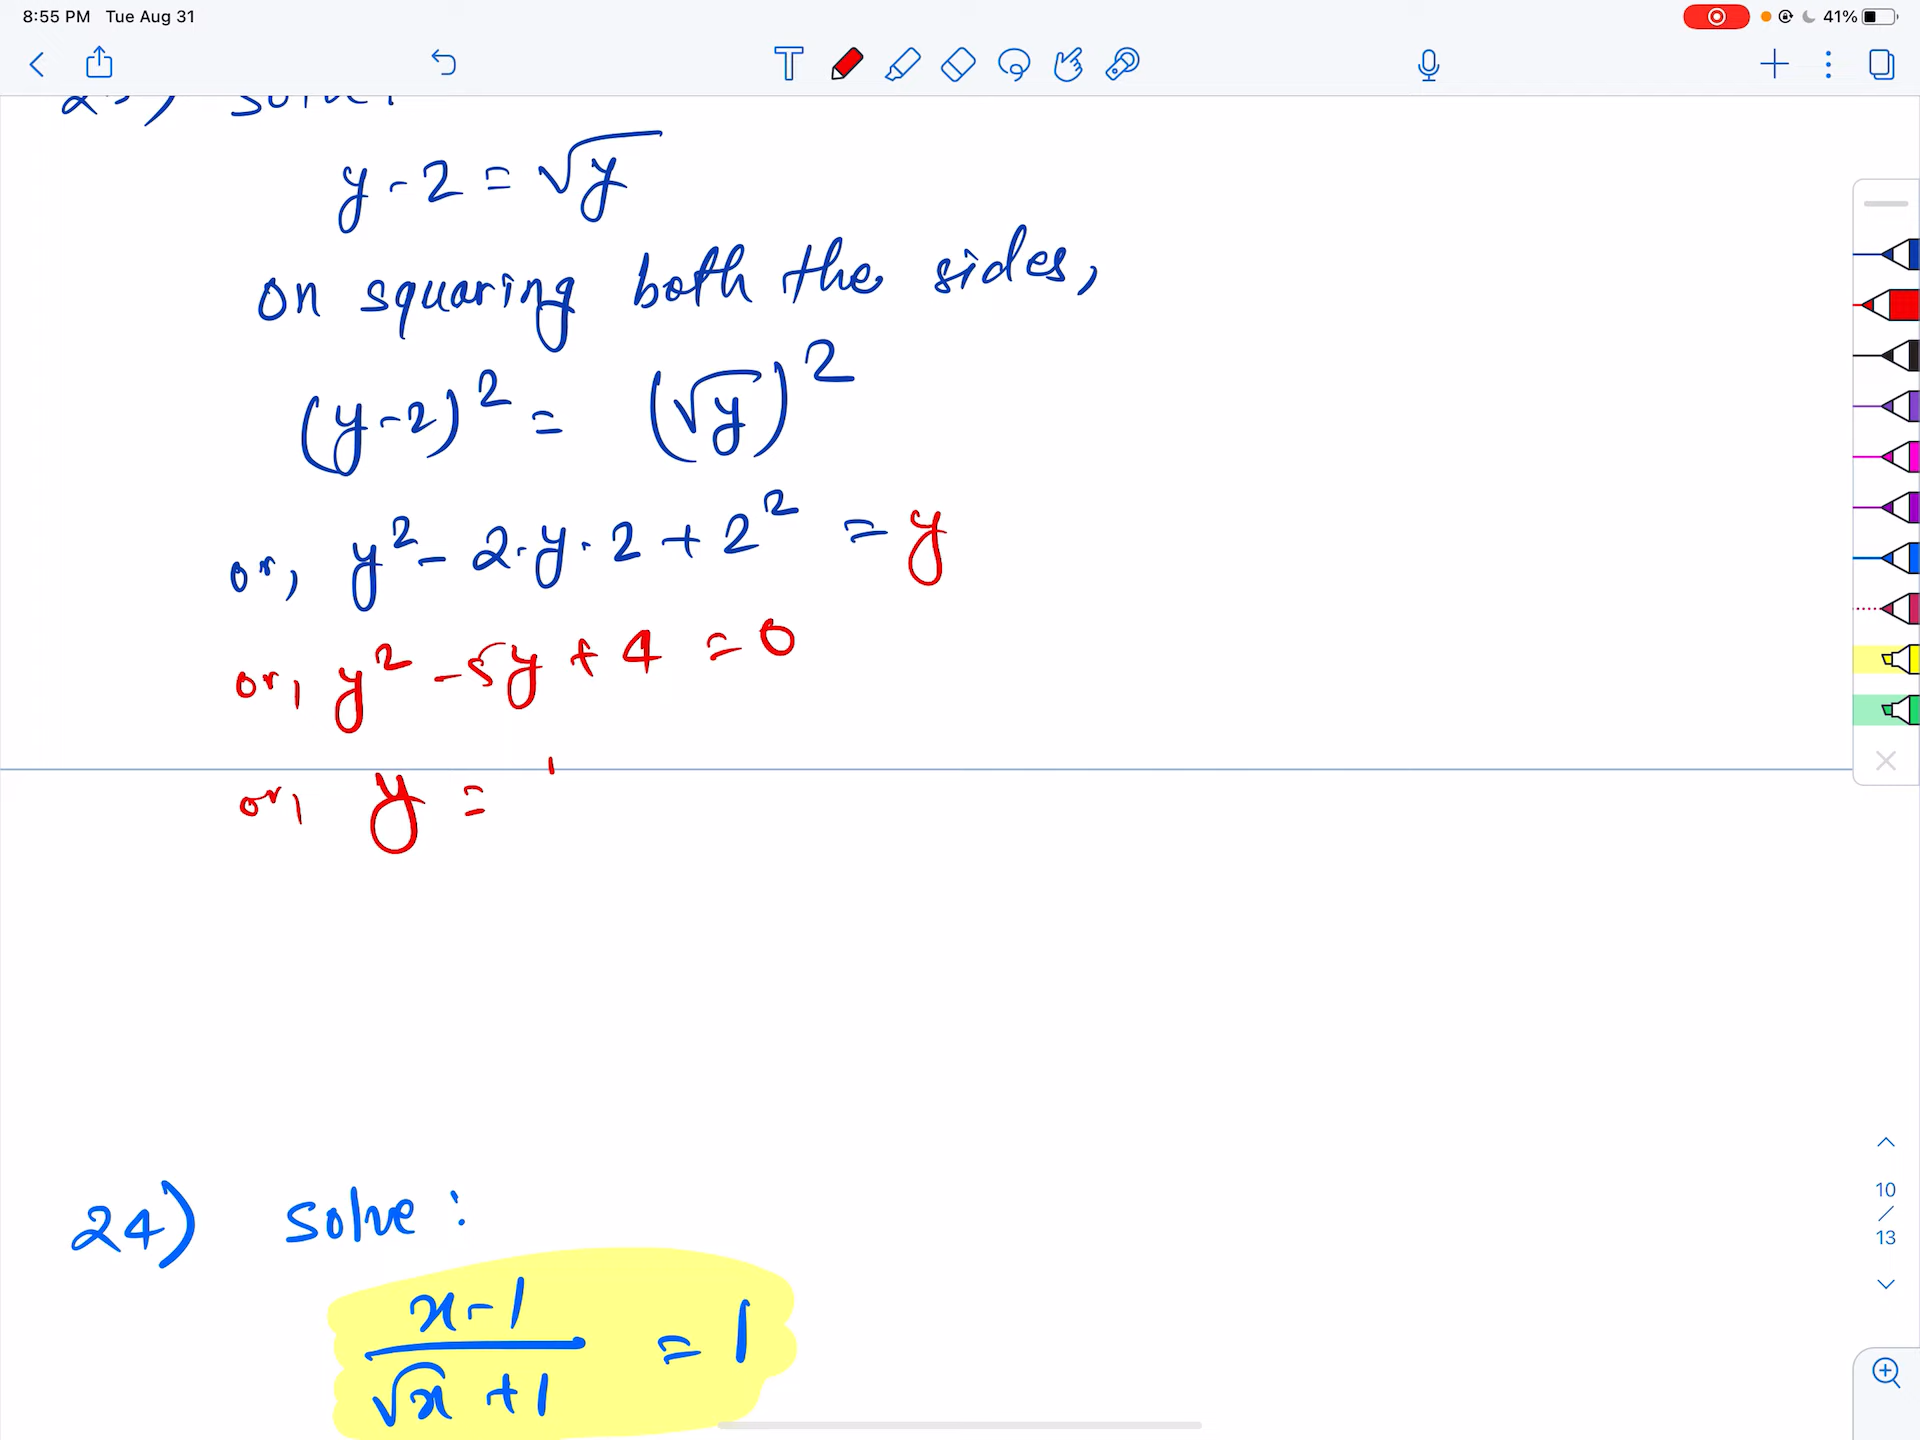 8:55 PM Tue Aug 31
41%
T
y - 2 = √y
on squaring both the sides,
(y-2)² = (√y)²
or, y² - 2·y·2 + 2² = y
or, y² - 5y + 4 = 0
or, y =
10
/
13
24) solve:
x-1
/ √x + 1 = 1